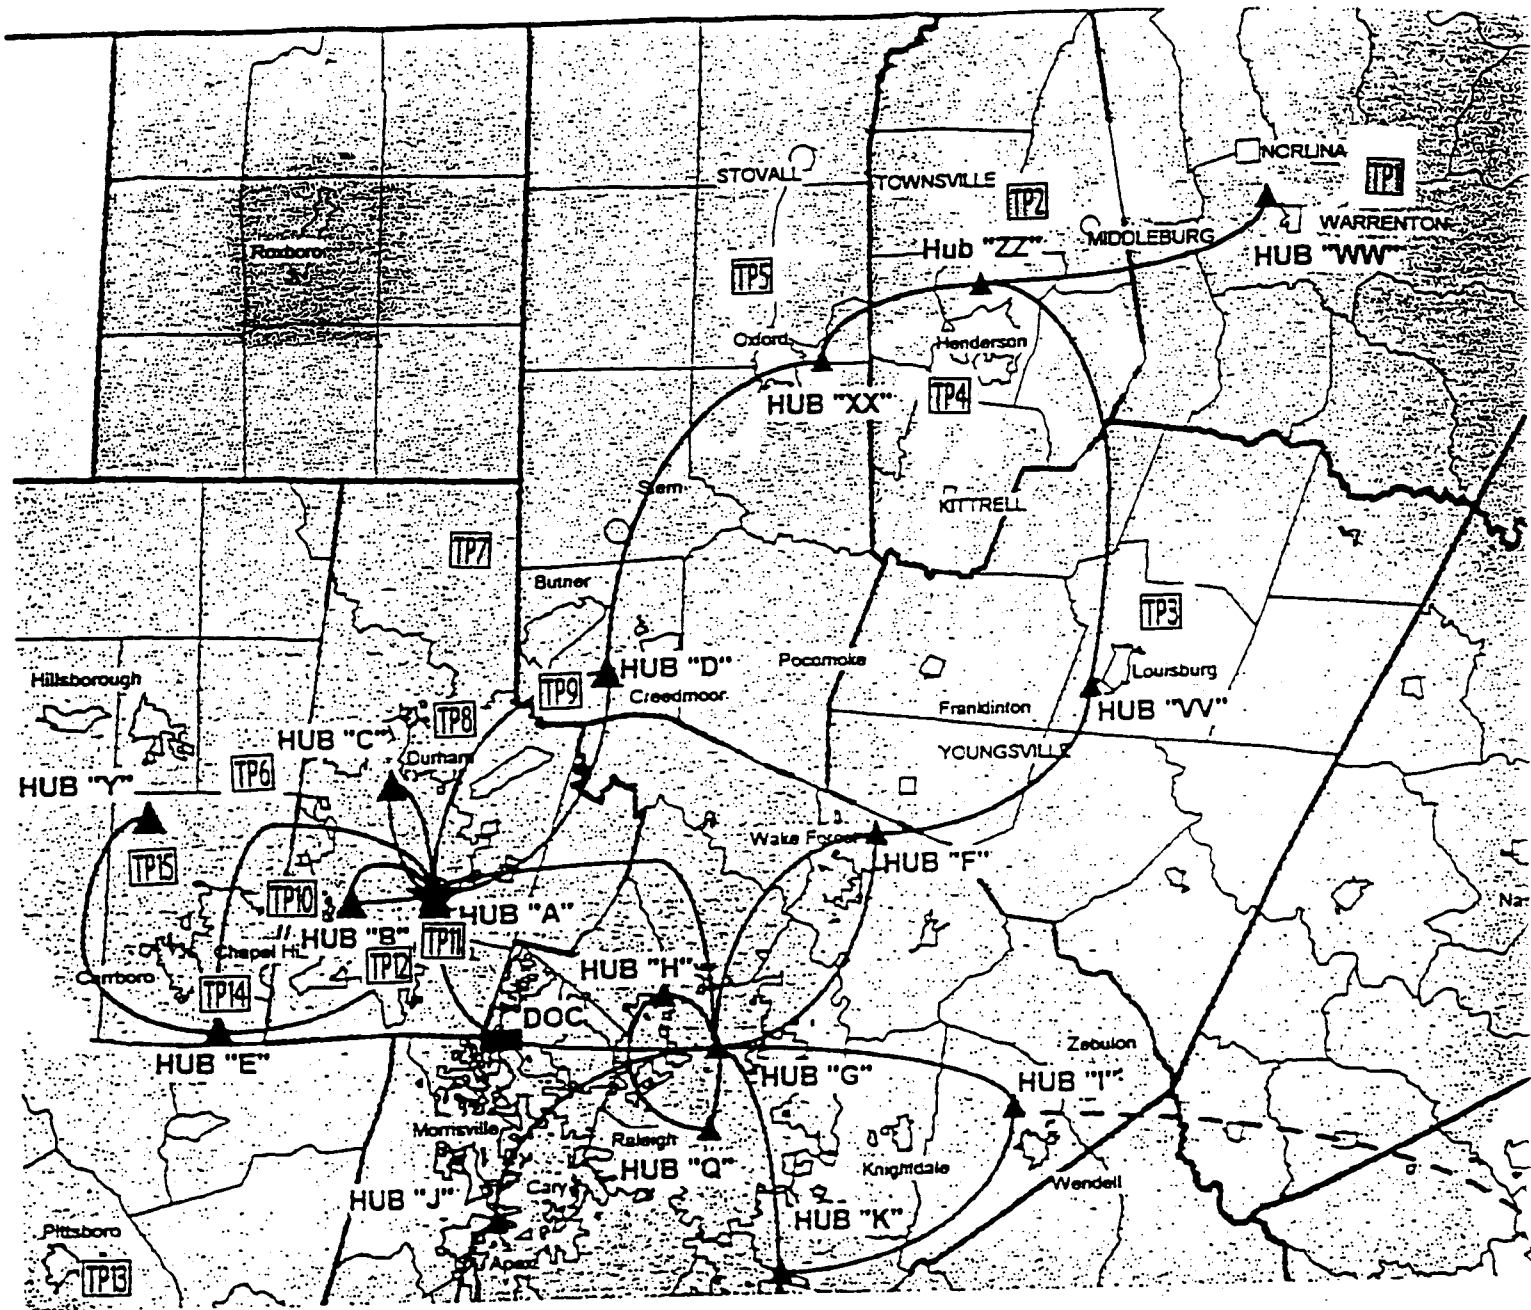 NCRLINA
STOVALL
TOWNSVILLE
TP1
TP2
WARRENTON
MIDDLEBURG
Roxboro
Hub "ZZ"
HUB "WW"
TP5
Oxford
Henderson
HUB "XX"
TP4
Stem
KITTRELL
TP7
Butner
TP3
HUB "D"
Pocomoke
Hillsborough
Loursburg
TP9
Creedmoor
HUB "VV"
Franklinton
TP8
HUB "C"
Durham
YOUNGSVILLE
TP6
HUB "Y"
Wake Forest
HUB "F"
TP15
TP10
HUB "A"
Na
HUB "B"
TP11
Chapel HL
TP12
HUB "H"
Carrboro
TP14
DOC
Zebulon
HUB "E"
HUB "G"
HUB "I"
Morrisville
Raleigh
HUB "Q"
Knightdale
Wendell
HUB "J"
Cary
HUB "K"
Pittsboro
Apex
TP13